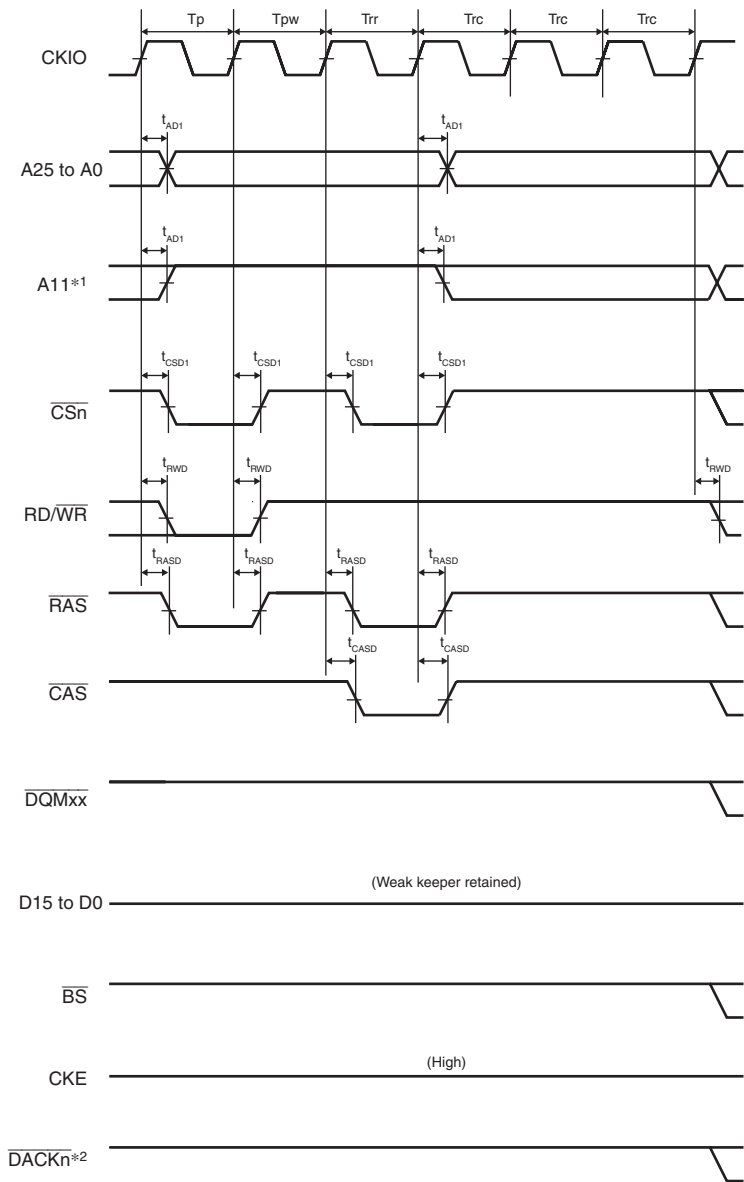 Tp Tpw Trr Trc Trc Trc
CKIO
tAD1 tAD1
A25 to A0
tAD1 tAD1
A11*1
tCSD1 tCSD1 tCSD1 tCSD1
CSn
tRWD tRWD tRWD
RD/WR
tRASD tRASD tRASD tRASD
RAS
tCASD tCASD
CAS
DQMxx
(Weak keeper retained)
D15 to D0
BS
(High)
CKE
DACKn*2